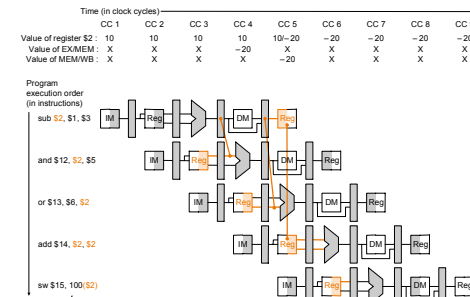 Time (in clock cycles)
CC 1 CC 2 CC 3 CC 4 CC 5 CC 6 CC 7 CC 8
Value of register $2 : 10 10 10 10 10/–20 –20 –20 –20
Value of EX/MEM : X X X –20 X X X X
Value of MEM/WB : X X X X –20 X X X
Program
execution order
(in instructions)
sub $2, $1, $3 IM Reg DM Reg
and $12, $2, $5 IM Reg DM Reg
or $13, $6, $2 IM Reg DM Reg
add $14, $2, $2 IM Reg DM Reg
sw $15, 100($2) IM Reg DM